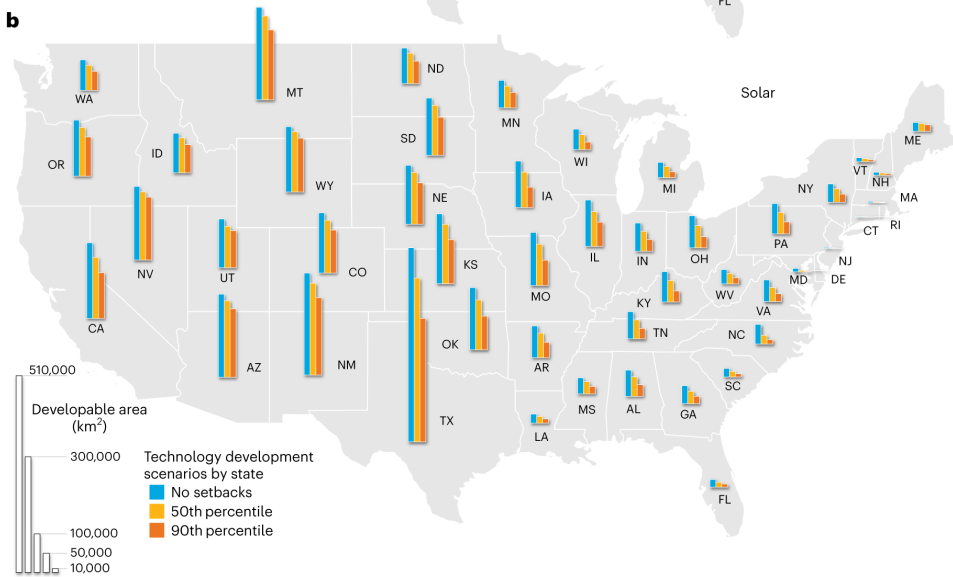 b
FL
Solar
WA
MT
ND
MN
ME
OR
ID
SD
WI
VT
NH
WY
MI
NY
MA
NE
IA
CT
RI
NV
UT
CO
KS
IL
IN
OH
PA
NJ
MO
MD
DE
KY
WV
VA
CA
TN
NC
AZ
NM
OK
AR
SC
TX
MS
AL
GA
LA
FL
510,000
Developable area
(km²)
300,000
100,000
50,000
10,000
Technology development
scenarios by state
No setbacks
50th percentile
90th percentile